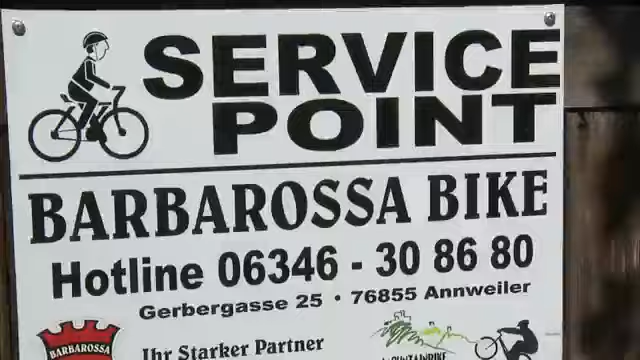 SERVICE
POINT
BARBAROSSA BIKE
Hotline 06346 - 30 86 80
Gerbergasse 25 • 76855 Annweiler
BARBAROSSA
Ihr Starker Partner